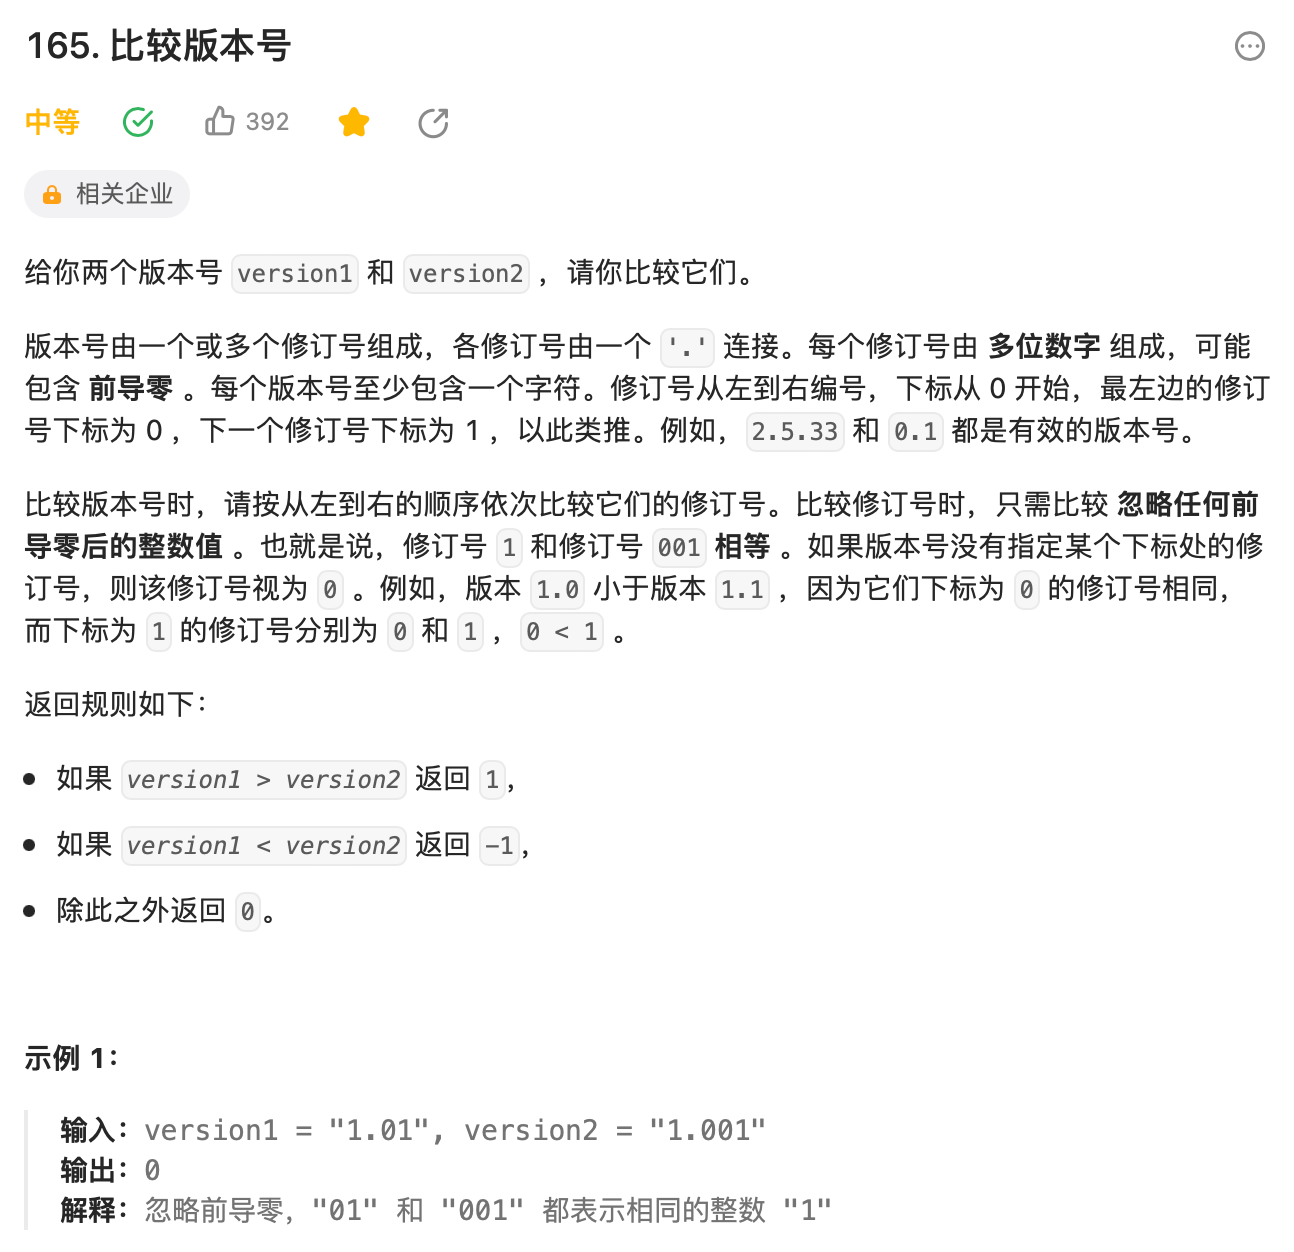 165. 比较版本号
中等 392
相关企业
给你两个版本号 version1 和 version2 ，请你比较它们。
版本号由一个或多个修订号组成，各修订号由一个 '.' 连接。每个修订号由 多位数字 组成，可能
包含 前导零 。每个版本号至少包含一个字符。修订号从左到右编号，下标从 0 开始，最左边的修订
号下标为 0 ，下一个修订号下标为 1 ，以此类推。例如，2.5.33 和 0.1 都是有效的版本号。
比较版本号时，请按从左到右的顺序依次比较它们的修订号。比较修订号时，只需比较 忽略任何前
导零后的整数值 。也就是说，修订号 1 和修订号 001 相等 。如果版本号没有指定某个下标处的修
订号，则该修订号视为 0 。例如，版本 1.0 小于版本 1.1 ，因为它们下标为 0 的修订号相同，
而下标为 1 的修订号分别为 0 和 1 ，0 < 1 。
返回规则如下：
如果 version1 > version2 返回 1，
如果 version1 < version2 返回 -1，
除此之外返回 0。
示例 1：
输入：version1 = "1.01", version2 = "1.001"
输出：0
解释：忽略前导零，"01" 和 "001" 都表示相同的整数 "1"